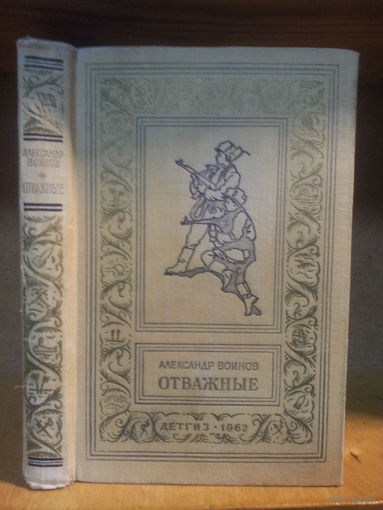 АЛЕКСАНДР
ВОИНОВ
ОТВАЖНЫЕ
АЛЕКСАНДР ВОИНОВ
ОТВАЖНЫЕ
ДЕТГИЗ · 1962